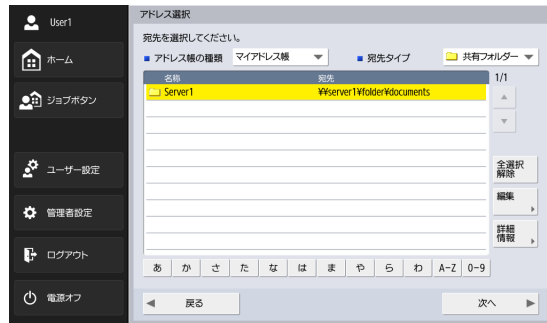 User1
ホーム
ジョブボタン
ユーザー設定
管理者設定
ログアウト
電源オフ
アドレス選択
宛先を選択してください。
アドレス帳の種類 マイアドレス帳 宛先タイプ 共有フォルダー
名称 宛先 1/1
Server1 ¥¥server1¥folder¥documents
全選択
解除
編集
詳細
情報
あ か さ た な は ま や ら わ A-Z 0-9
戻る 次へ